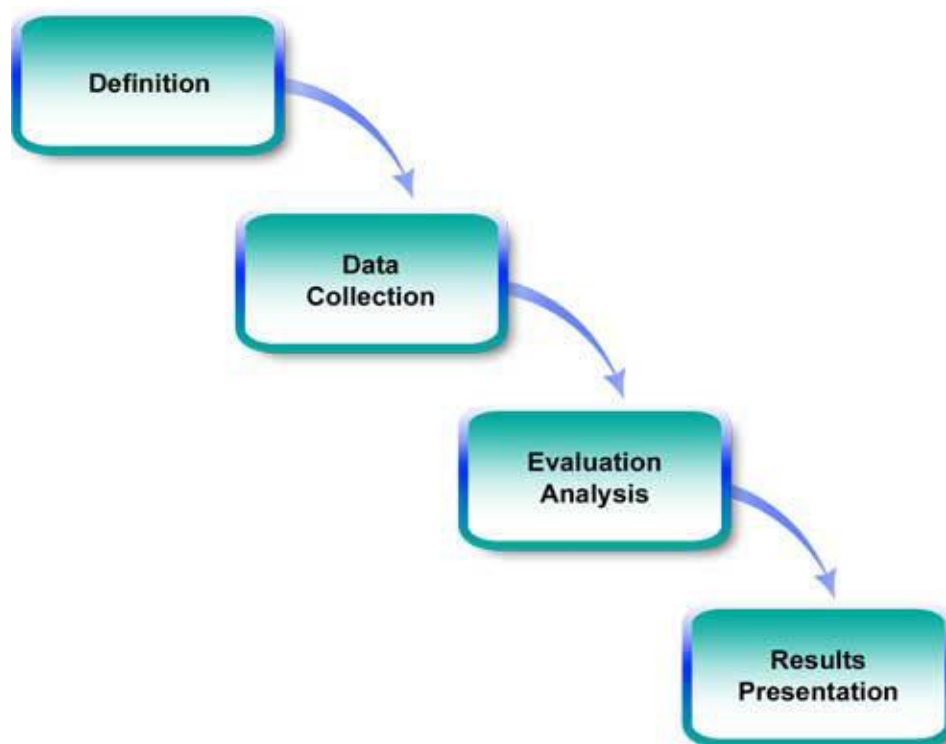 Definition
Data
Collection
Evaluation
Analysis
Results
Presentation